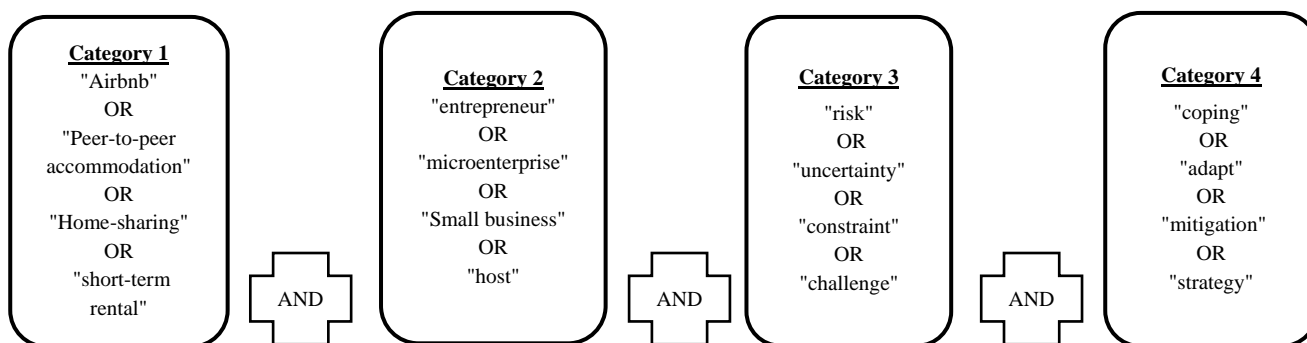 Category 1
"Airbnb"
OR
"Peer-to-peer
accommodation"
OR
"Home-sharing"
OR
"short-term
rental"
AND
Category 2
"entrepreneur"
OR
"microenterprise"
OR
"Small business"
OR
"host"
AND
Category 3
"risk"
OR
"uncertainty"
OR
"constraint"
OR
"challenge"
AND
Category 4
"coping"
OR
"adapt"
OR
"mitigation"
OR
"strategy"